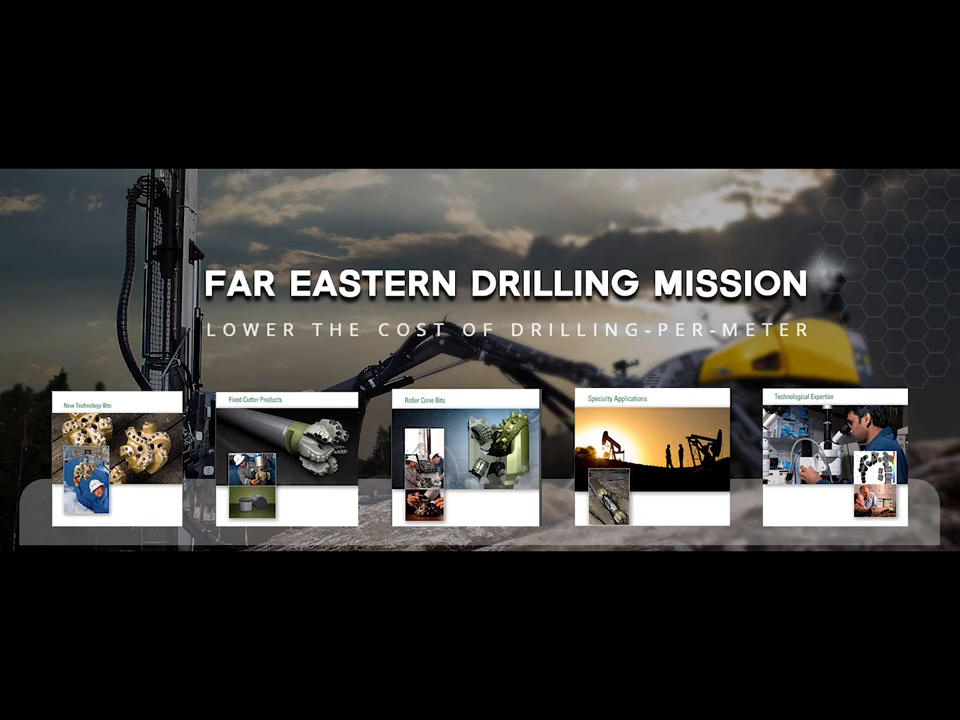 FAR EASTERN DRILLING MISSION
LOWER THE COST OF DRILLING-PER-METER
New Technology Bits
Fixed Cutter Products
Roller Cone Bits
Specialty Applications
Technological Expertise